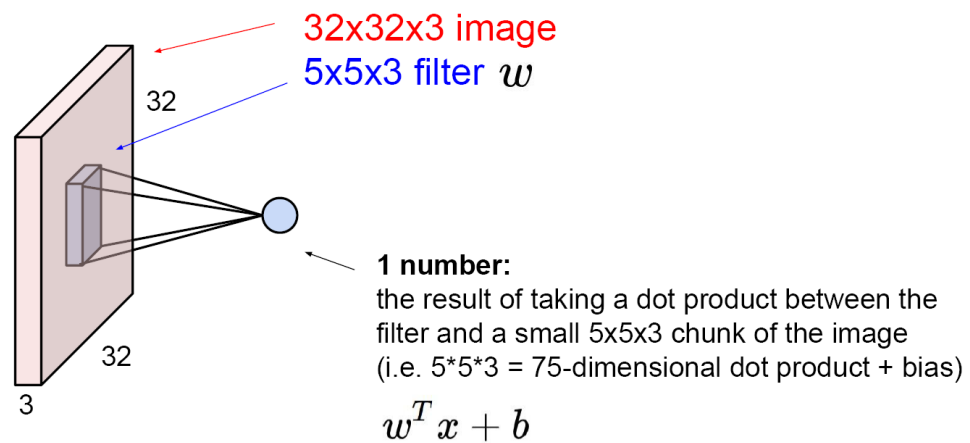 32x32x3 image
5x5x3 filter w
32
32
3
1 number:
the result of taking a dot product between the
filter and a small 5x5x3 chunk of the image
(i.e. 5*5*3 = 75-dimensional dot product + bias)
w^T x + b